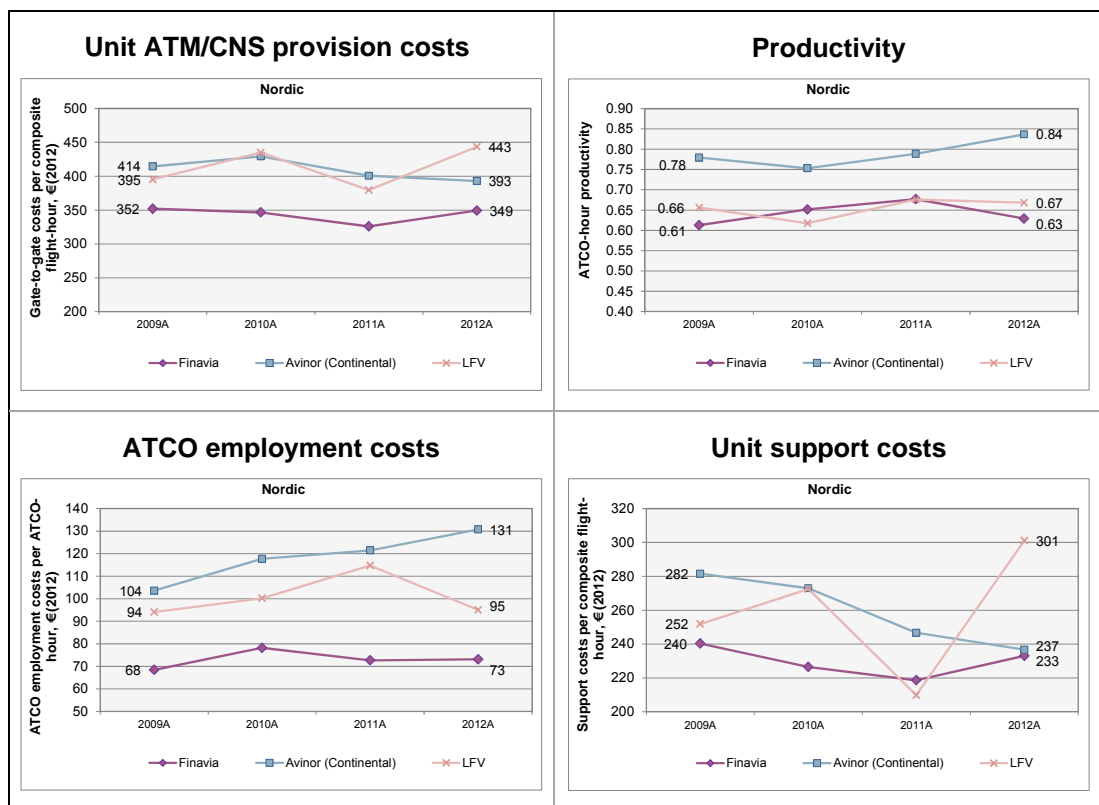 Unit ATM/CNS provision costs
Nordic
Gate-to-gate costs per composite
flight-hour, €(2012)
500
450
400
350
300
250
200
414
395
352
443
393
349
2009A
2010A
2011A
2012A
Finavia
Avinor (Continental)
LFV
Productivity
Nordic
ATCO-hour productivity
0.90
0.85
0.80
0.75
0.70
0.65
0.60
0.55
0.50
0.45
0.40
0.78
0.66
0.61
0.84
0.67
0.63
2009A
2010A
2011A
2012A
Finavia
Avinor (Continental)
LFV
ATCO employment costs
Nordic
ATCO employment costs per ATCO-
hour, €(2012)
140
130
120
110
100
90
80
70
60
50
104
94
68
131
95
73
2009A
2010A
2011A
2012A
Finavia
Avinor (Continental)
LFV
Unit support costs
Nordic
Support costs per composite flight-
hour, €(2012)
320
300
280
260
240
220
200
282
252
240
301
237
233
2009A
2010A
2011A
2012A
Finavia
Avinor (Continental)
LFV